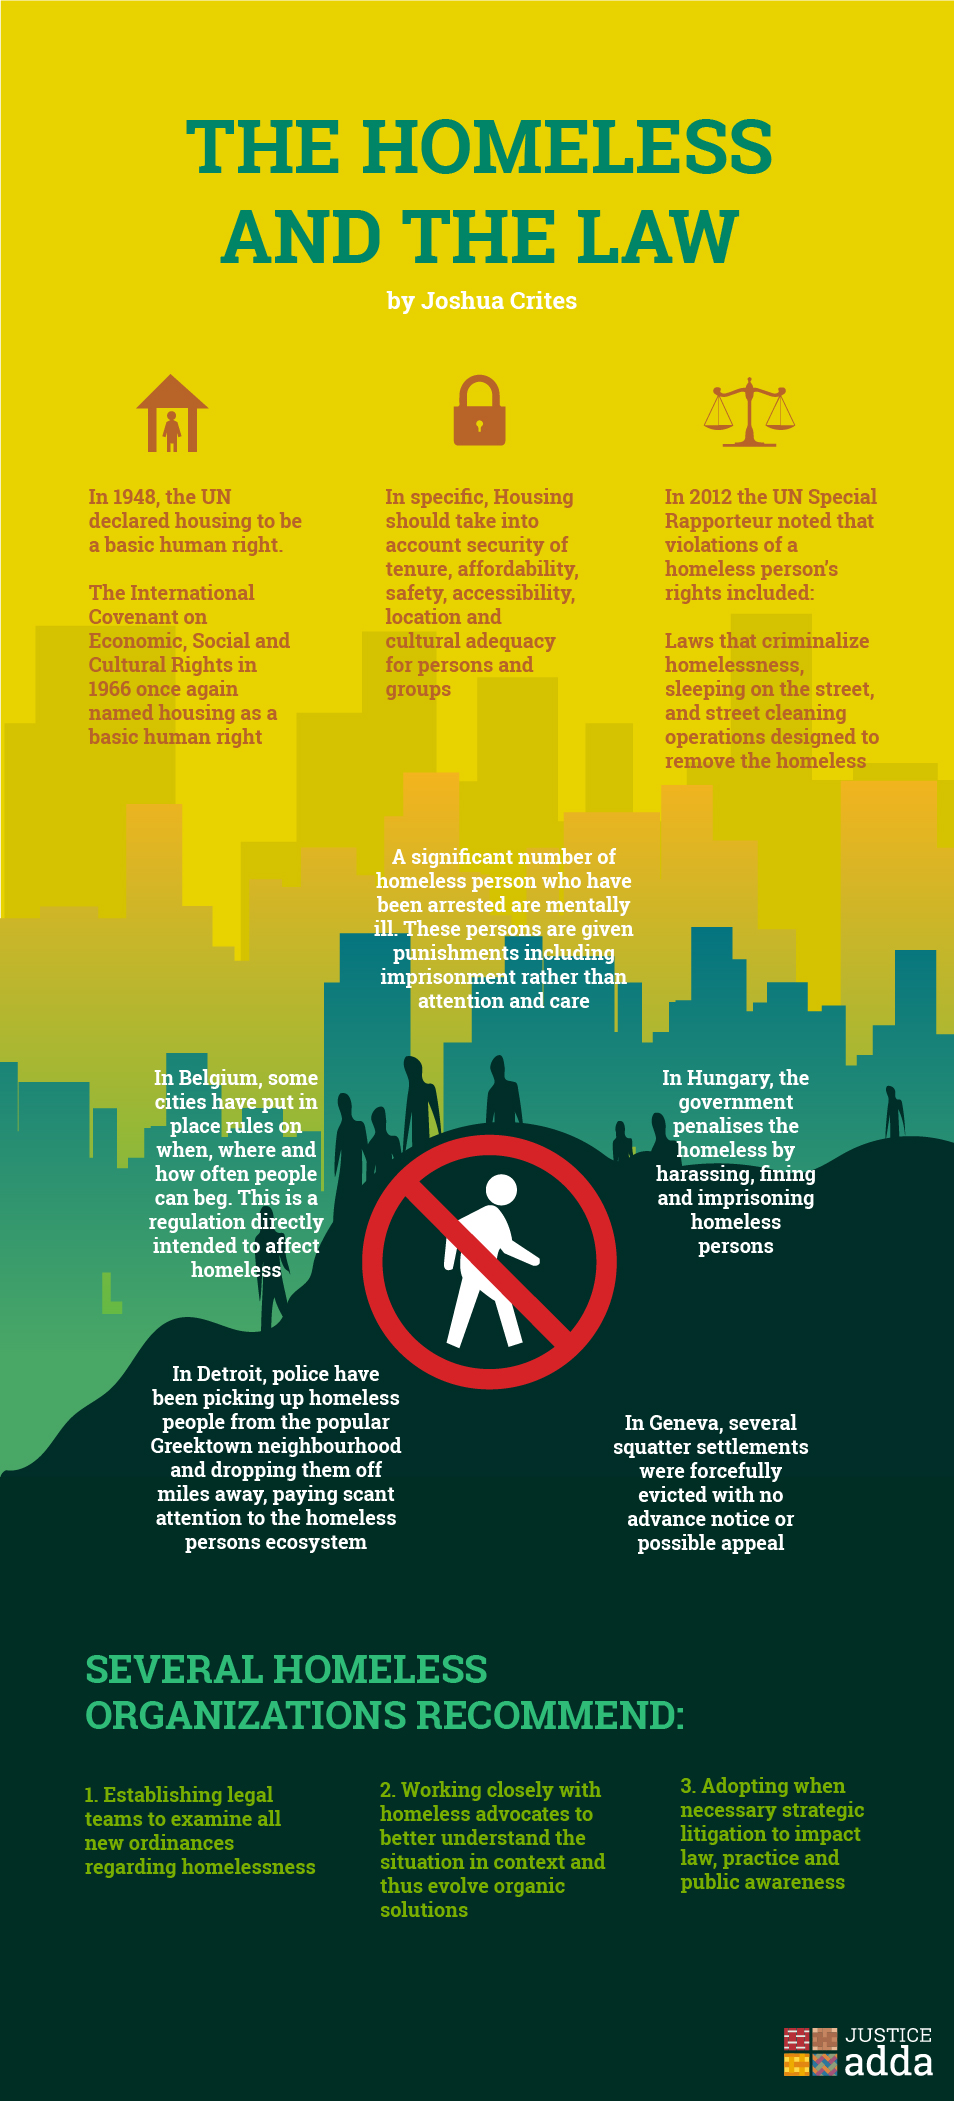 THE HOMELESS
AND THE LAW
by Joshua Crites
In 1948, the UN
declared housing to be
a basic human right.
The International
Covenant on
Economic, Social and
Cultural Rights in
1966 once again
named housing as a
basic human right
In specific, Housing
should take into
account security of
tenure, affordability,
safety, accessibility,
location and
cultural adequacy
for persons and
groups
In 2012 the UN Special
Rapporteur noted that
violations of a
homeless person's
rights included:
Laws that criminalize
homelessness,
sleeping on the street,
and street cleaning
operations designed to
remove the homeless
A significant number of
homeless person who have
been arrested are mentally
ill. These persons are given
punishments including
imprisonment rather than
attention and care
In Belgium, some
cities have put in
place rules on
when, where and
how often people
can beg. This is a
regulation directly
intended to affect
homeless
In Hungary, the
government
penalises the
homeless by
harassing, fining
and imprisoning
homeless
persons
In Detroit, police have
been picking up homeless
people from the popular
Greektown neighbourhood
and dropping them off
miles away, paying scant
attention to the homeless
persons ecosystem
In Geneva, several
squatter settlements
were forcefully
evicted with no
advance notice or
possible appeal
SEVERAL HOMELESS
ORGANIZATIONS RECOMMEND:
1. Establishing legal
teams to examine all
new ordinances
regarding homelessness
2. Working closely with
homeless advocates to
better understand the
situation in context and
thus evolve organic
solutions
3. Adopting when
necessary strategic
litigation to impact
law, practice and
public awareness
JUSTICE
adda